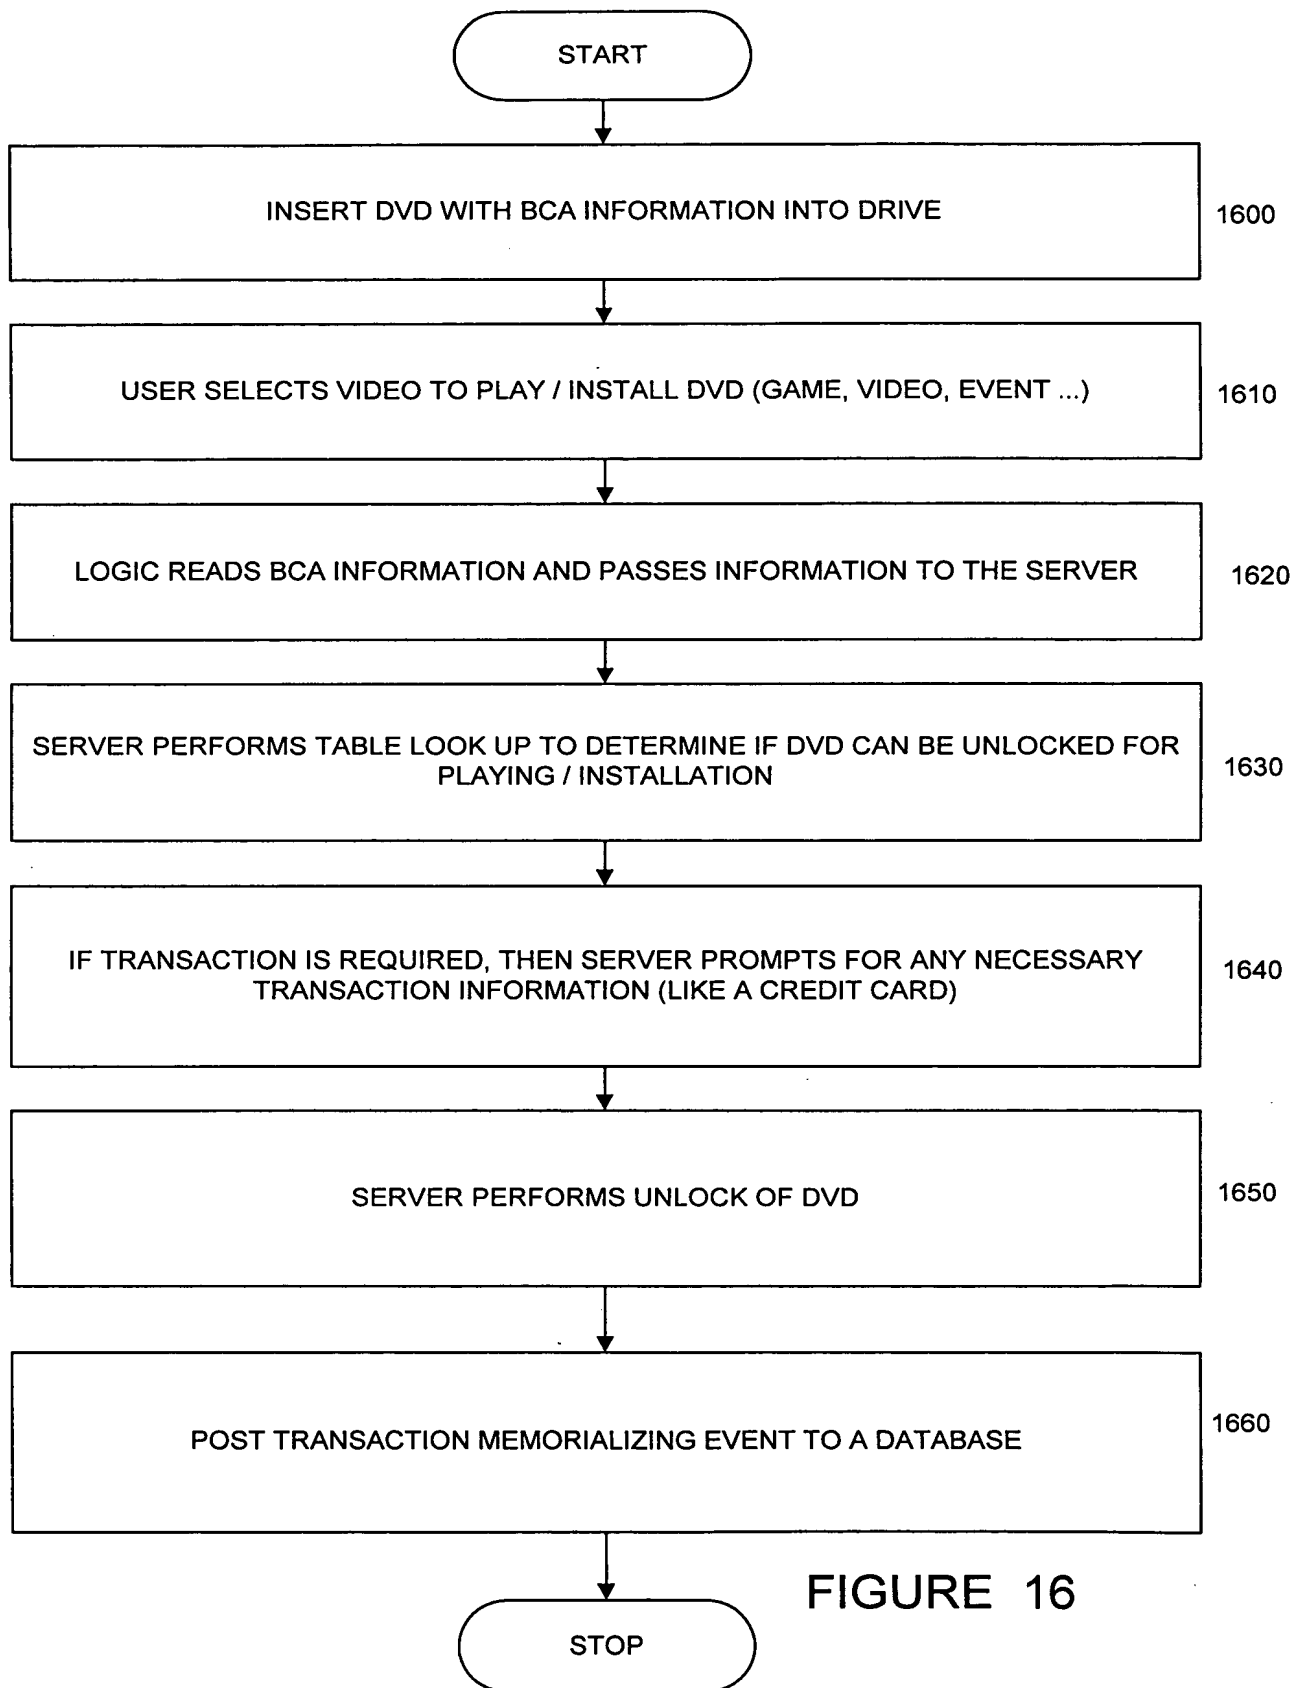 START
INSERT DVD WITH BCA INFORMATION INTO DRIVE
1600
USER SELECTS VIDEO TO PLAY / INSTALL DVD (GAME, VIDEO, EVENT ...)
1610
LOGIC READS BCA INFORMATION AND PASSES INFORMATION TO THE SERVER
1620
SERVER PERFORMS TABLE LOOK UP TO DETERMINE IF DVD CAN BE UNLOCKED FOR
PLAYING / INSTALLATION
1630
IF TRANSACTION IS REQUIRED, THEN SERVER PROMPTS FOR ANY NECESSARY
TRANSACTION INFORMATION (LIKE A CREDIT CARD)
1640
SERVER PERFORMS UNLOCK OF DVD
1650
POST TRANSACTION MEMORIALIZING EVENT TO A DATABASE
1660
FIGURE 16
STOP